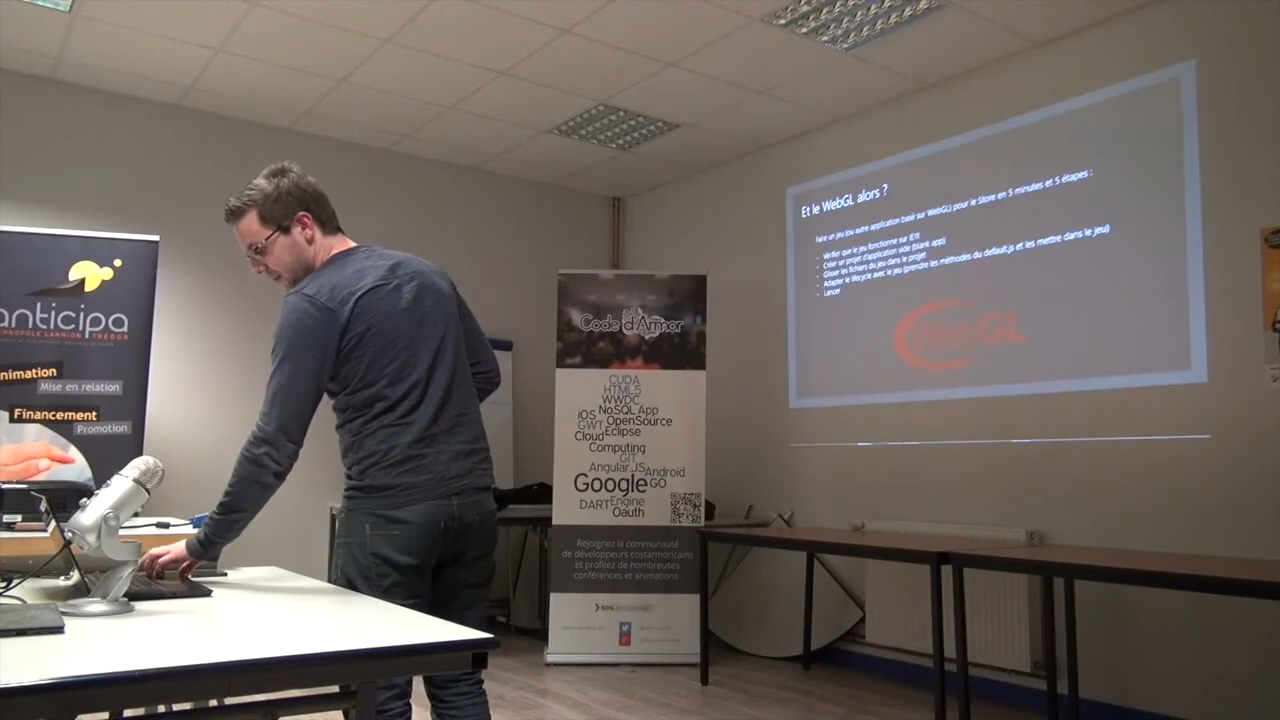 anticipa
TECHNOPOLE LANNION TRÉGOR
nimation
Mise en relation
Financement
Promotion
Code d'Armor
CUDA
HTML5
WWDC
iOS NoSQL App
GWT OpenSource
Cloud Eclipse
Computing
GIT
Angular.JS Android
Google GO
DART Engine
Oauth
Rejoignez la communauté
de développeurs costarmoricains
et profitez de nombreuses
conférences et animations
Et le WebGL alors ?
Faire un jeu (ou autre application basé sur WebGL) pour le Store en 5 minutes et 5 étapes :
- Vérifier que le jeu fonctionne sur IE11
- Créer un projet d'application vide (blank app)
- Glisser les fichiers du jeu dans le projet
- Adapter le lifecycle avec le jeu (prendre les méthodes du default.js et les mettre dans le jeu)
- Lancer
WebGL